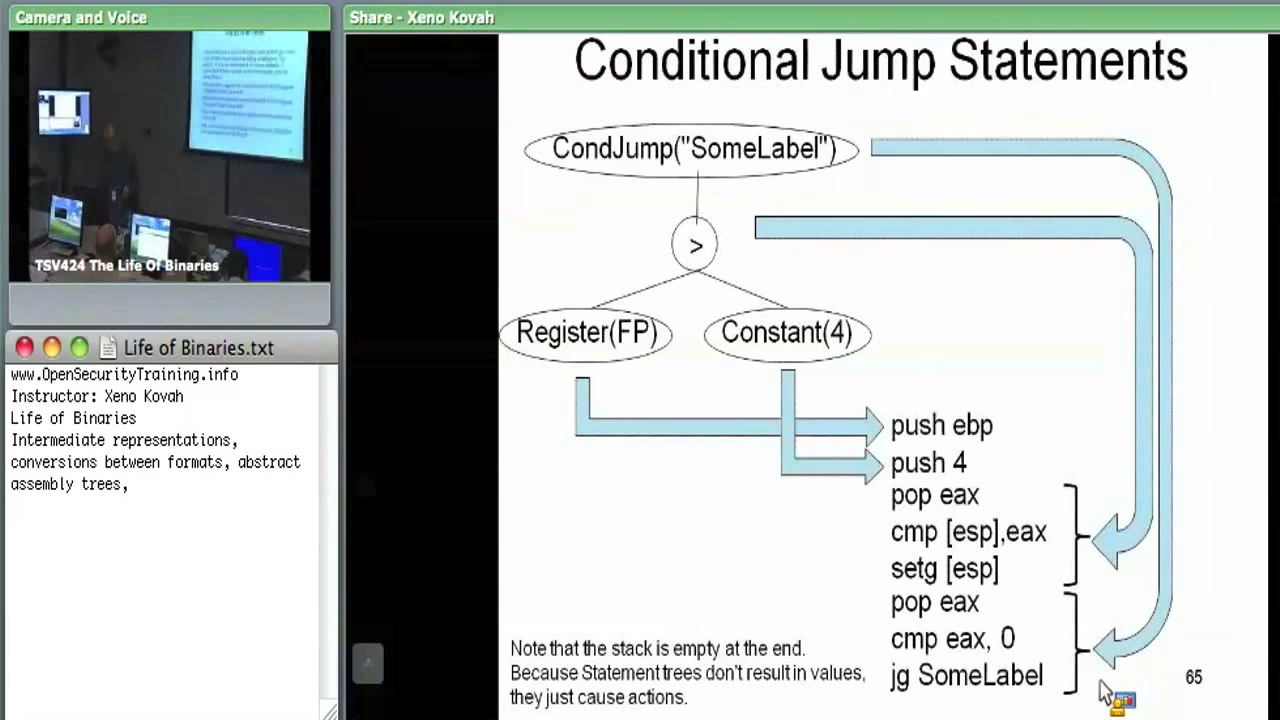 Camera and Voice
Share - Xeno Kovah
TSV424 The Life Of Binaries
Life of Binaries.txt
www.OpenSecurityTraining.info
Instructor: Xeno Kovah
Life of Binaries
Intermediate representations,
conversions between formats, abstract
assembly trees,
Conditional Jump Statements
CondJump("SomeLabel")
>
Register(FP)
Constant(4)
push ebp
push 4
pop eax
cmp [esp],eax
setg [esp]
pop eax
cmp eax, 0
jg SomeLabel
Note that the stack is empty at the end.
Because Statement trees don't result in values,
they just cause actions.
65